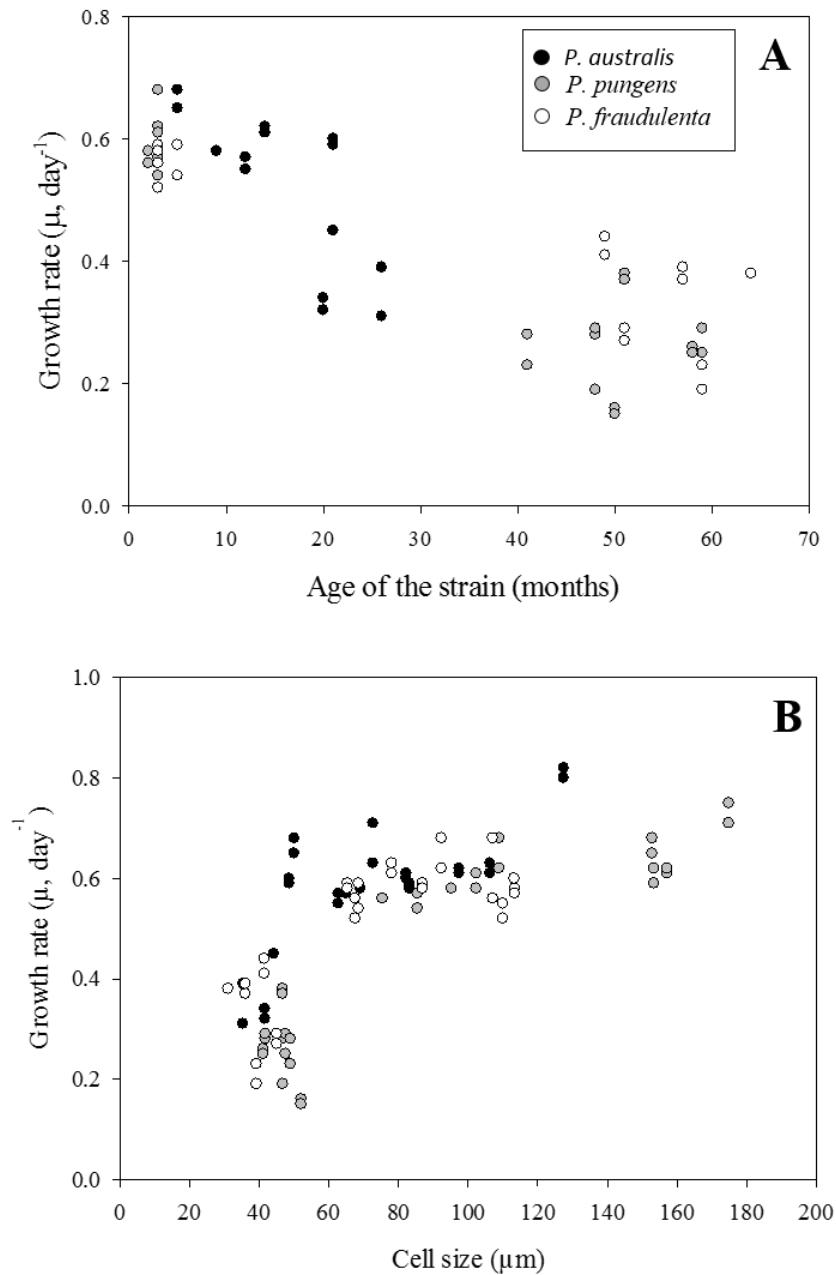 0.8
A
P. australis
P. pungens
P. fraudulenta
0.6
0.4
0.2
0.0
Growth rate (μ, day-1)
0 10 20 30 40 50 60 70
Age of the strain (months)
1.0
B
0.8
0.6
0.4
0.2
0.0
Growth rate (μ, day-1)
0 20 40 60 80 100 120 140 160 180 200
Cell size (μm)